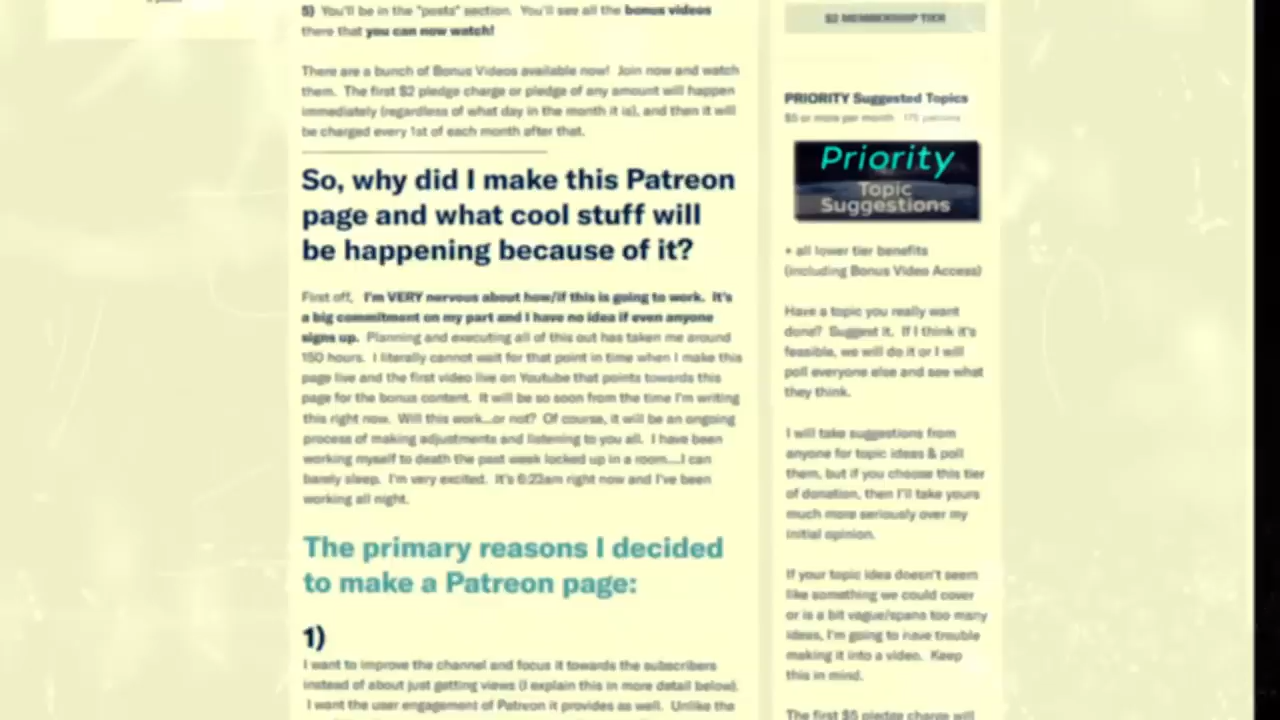 5) You'll be in the "posts" section. You'll see all the bonus videos
there that you can now watch!
There are a bunch of Bonus Videos available now! Join now and watch
them. The first $2 pledge charge or pledge of any amount will happen
immediately (regardless of what day in the month it is), and then it will
be charged every 1st of each month after that.
So, why did I make this Patreon
page and what cool stuff will
be happening because of it?
First off, I'm VERY nervous about how/if this is going to work. It's
a big commitment on my part and I have no idea if even anyone
signs up. Planning and executing all of this out has taken me around
150 hours. I literally cannot wait for that point in time when I make this
page live and the first video live on Youtube that points towards this
page for the bonus content. It will be so soon from the time I'm writing
this right now. Will this work...or not? Of course, it will be an ongoing
process of making adjustments and listening to you all. I have been
working myself to death the past week locked up in a room....I can
barely sleep. I'm very excited. It's 6:23am right now and I've been
working all night.
The primary reasons I decided
to make a Patreon page:
1)
I want to improve the channel and focus it towards the subscribers
instead of about just getting views (I explain this in more detail below).
I want the user engagement of Patreon it provides as well. Unlike the
$2 MEMBERSHIP TIER
PRIORITY Suggested Topics
$5 or more per month 175 patrons
Priority
Topic
Suggestions
+ all lower tier benefits
(including Bonus Video Access)
Have a topic you really want
done? Suggest it. If I think it's
feasible, we will do it or I will
poll everyone else and see what
they think.
I will take suggestions from
anyone for topic ideas & poll
them, but if you choose this tier
of donation, then I'll take yours
much more seriously over my
initial opinion.
If your topic idea doesn't seem
like something we could cover
or is a bit vague/spans too many
ideas, I'm going to have trouble
making it into a video. Keep
this in mind.
The first $5 pledge charge will